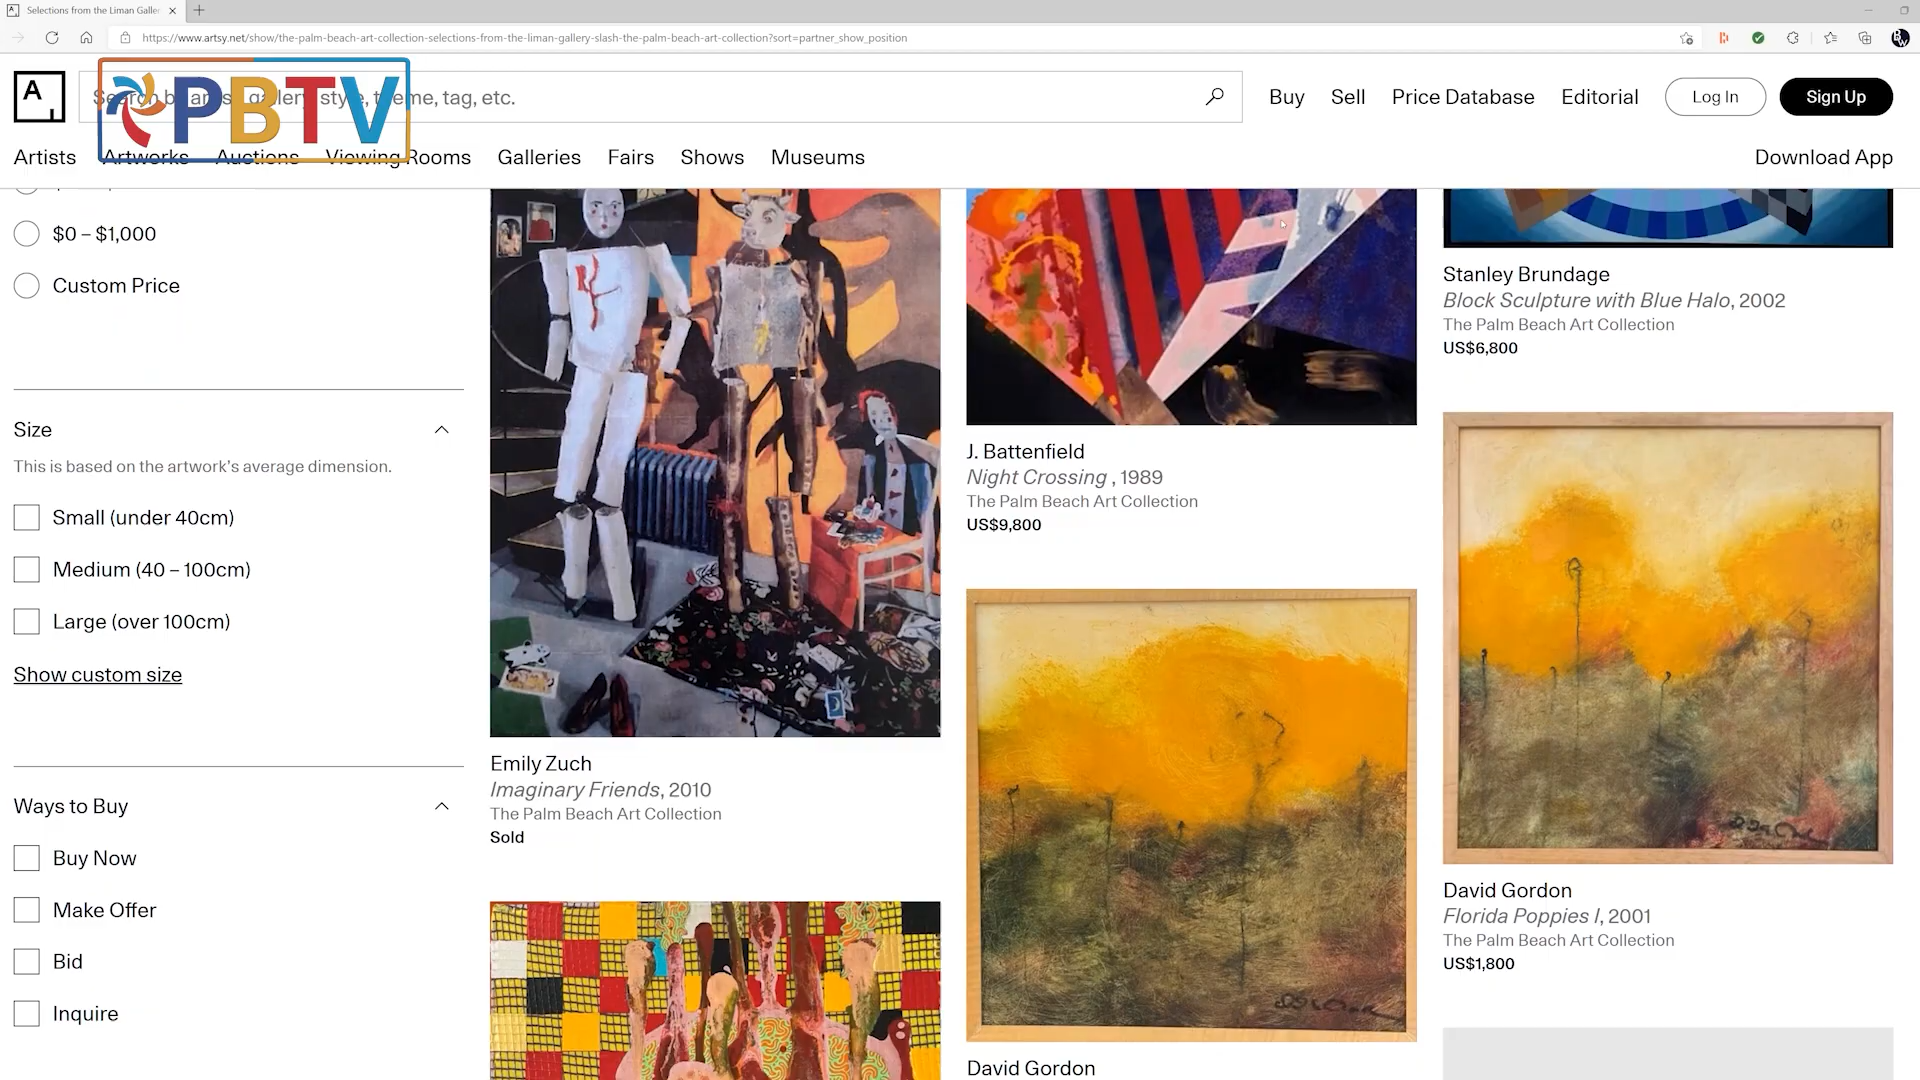 Selections from the Liman Galler
https://www.artsy.net/show/the-palm-beach-art-collection-selections-from-the-liman-gallery-slash-the-palm-beach-art-collection?sort=partner_show_position
A
Search by artist, gallery, style, theme, tag, etc.
PBTV
Buy
Sell
Price Database
Editorial
Log In
Sign Up
Artists
Artworks
Auctions
Viewing Rooms
Galleries
Fairs
Shows
Museums
Download App
$0 – $1,000
Custom Price
Size
This is based on the artwork's average dimension.
Small (under 40cm)
Medium (40 – 100cm)
Large (over 100cm)
Show custom size
Ways to Buy
Buy Now
Make Offer
Bid
Inquire
Emily Zuch
Imaginary Friends, 2010
The Palm Beach Art Collection
Sold
J. Battenfield
Night Crossing , 1989
The Palm Beach Art Collection
US$9,800
David Gordon
Stanley Brundage
Block Sculpture with Blue Halo, 2002
The Palm Beach Art Collection
US$6,800
David Gordon
Florida Poppies I, 2001
The Palm Beach Art Collection
US$1,800